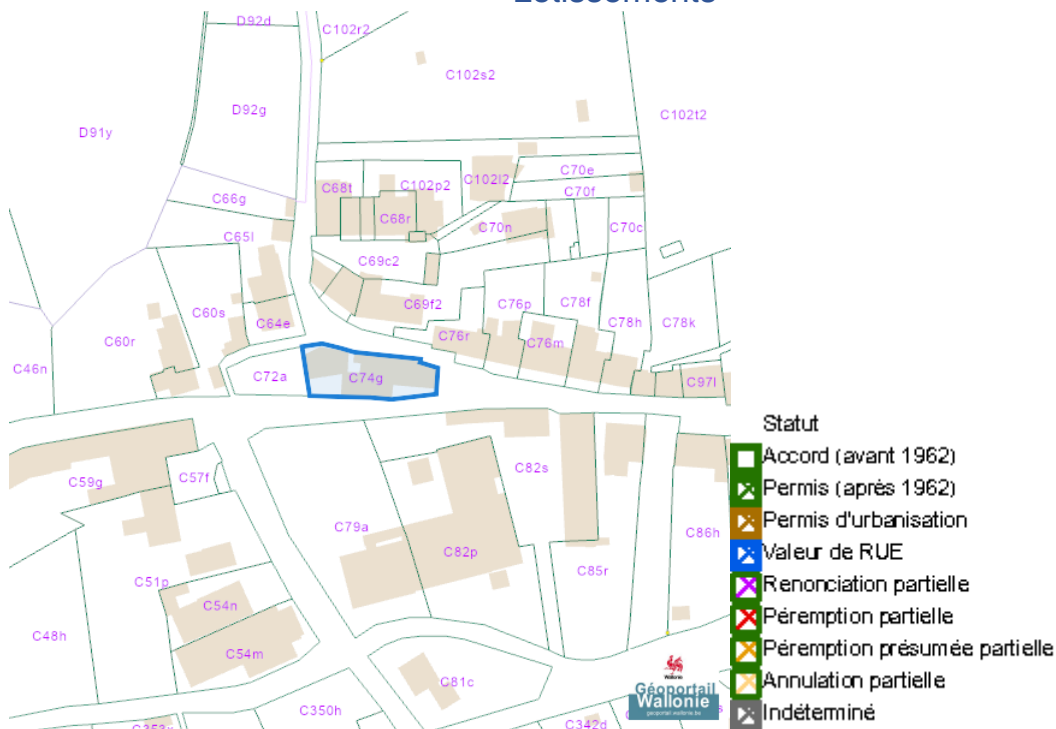 Lotissements
D92d
C102r2
C102s2
D92g
C102t2
D91y
C70e
C68t
C102p2
C102l2
C70f
C66g
C68r
C70n
C70c
C65l
C69c2
C60s
C69f2
C76p
C78f
C64e
C78h
C78k
C60r
C76r
C76m
C46n
C72a
C74g
C97l
Statut
Accord (avant 1962)
Permis (après 1962)
Permis d'urbanisation
Valeur de RUE
Renonciation partielle
Péremption partielle
Péremption présumée partielle
Annulation partielle
Indéterminé
C59g
C57f
C82s
C79a
C86h
C82p
C51p
C85r
C54n
C48h
C54m
C81c
C350h
C342d
Wallonie
Géoportail
Wallonie
geoportail.wallonie.be